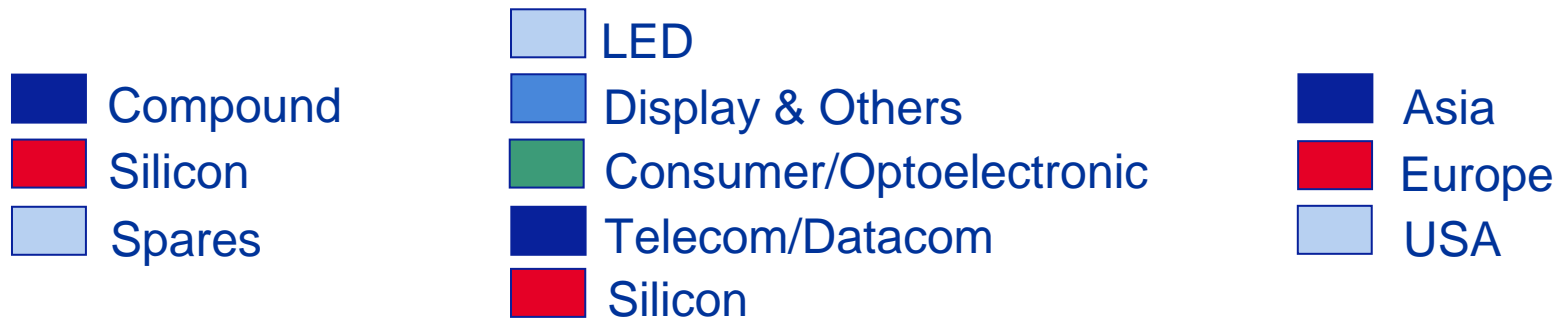 Compound
Silicon
Spares
LED
Display & Others
Consumer/Optoelectronic
Telecom/Datacom
Silicon
Asia
Europe
USA